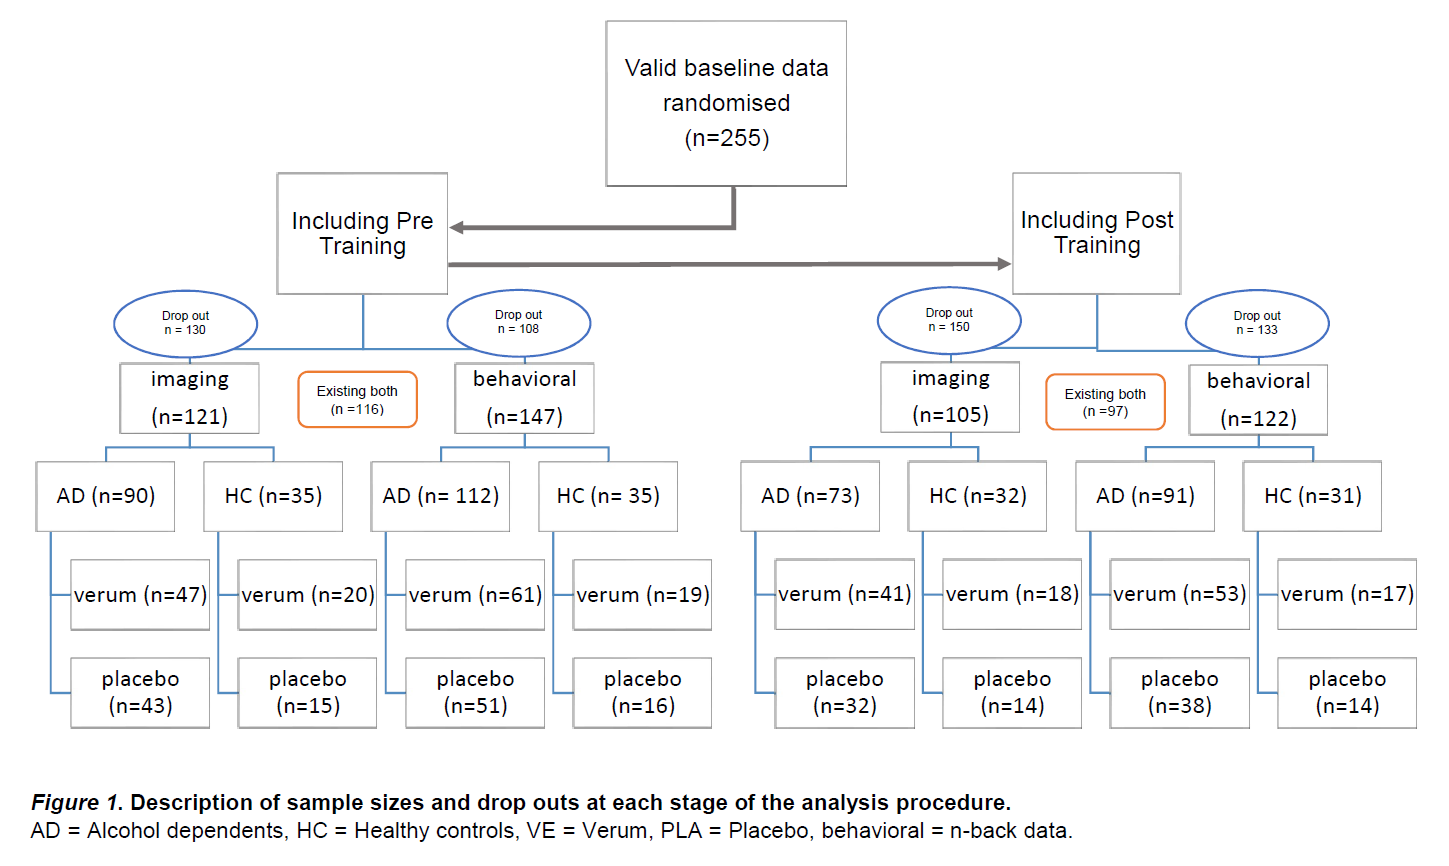 Valid baseline data
randomised
(n=255)
Including Pre
Training
Including Post
Training
Drop out
n = 130
Drop out
n = 108
Drop out
n = 150
Drop out
n = 133
imaging
(n=121)
Existing both
(n =116)
behavioral
(n=147)
imaging
(n=105)
Existing both
(n =97)
behavioral
(n=122)
AD (n=90)
HC (n=35)
AD (n= 112)
HC (n= 35)
AD (n=73)
HC (n=32)
AD (n=91)
HC (n=31)
verum (n=47)
verum (n=20)
verum (n=61)
verum (n=19)
verum (n=41)
verum (n=18)
verum (n=53)
verum (n=17)
placebo
(n=43)
placebo
(n=15)
placebo
(n=51)
placebo
(n=16)
placebo
(n=32)
placebo
(n=14)
placebo
(n=38)
placebo
(n=14)
Figure 1. Description of sample sizes and drop outs at each stage of the analysis procedure.
AD = Alcohol dependents, HC = Healthy controls, VE = Verum, PLA = Placebo, behavioral = n-back data.